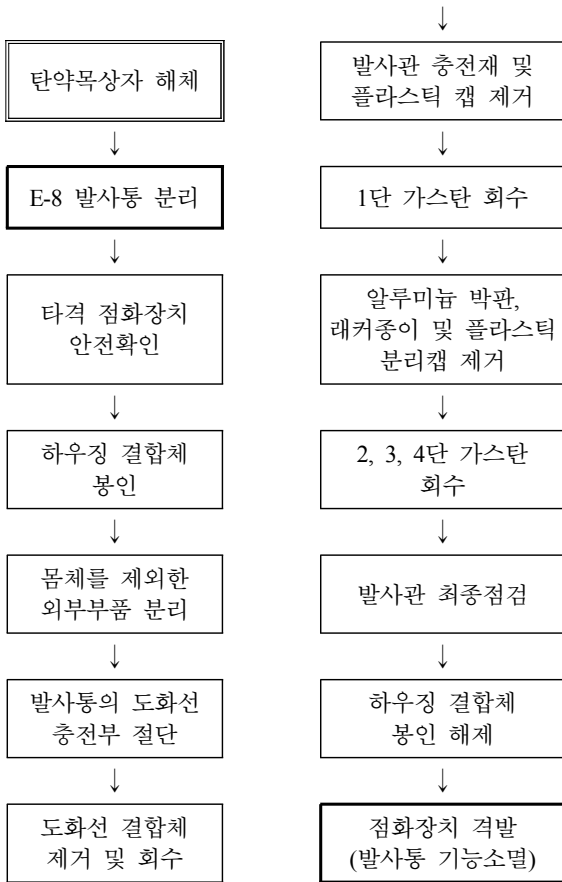 탄약목상자 해체
↓
E-8 발사통 분리
↓
타격 점화장치
안전확인
↓
하우징 결합체
봉인
↓
몸체를 제외한
외부부품 분리
↓
발사통의 도화선
충전부 절단
↓
도화선 결합체
제거 및 회수
↓
발사관 충전재 및
플라스틱 캡 제거
↓
1단 가스탄 회수
↓
알루미늄 박판,
래커종이 및 플라스틱
분리캡 제거
↓
2, 3, 4단 가스탄
회수
↓
발사관 최종점검
↓
하우징 결합체
봉인 해제
↓
점화장치 격발
(발사통 기능소멸)